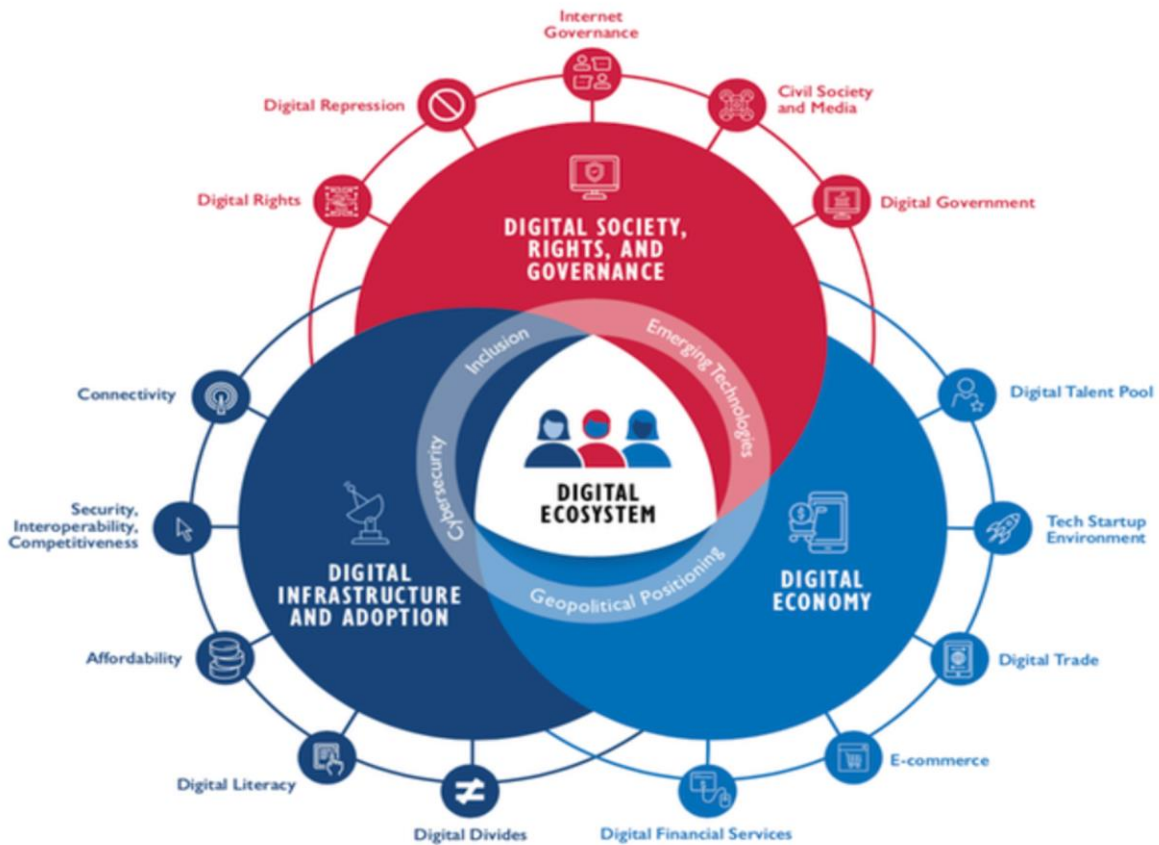 Internet
Governance
Digital Repression
Civil Society
and Media
Digital Rights
Digital Government
DIGITAL SOCIETY,
RIGHTS, AND
GOVERNANCE
Inclusion
Emerging Technologies
Cybersecurity
Geopolitical Positioning
DIGITAL
ECOSYSTEM
Connectivity
Security,
Interoperability,
Competitiveness
Affordability
Digital Literacy
Digital Divides
DIGITAL
INFRASTRUCTURE
AND ADOPTION
Digital Talent Pool
Tech Startup
Environment
DIGITAL
ECONOMY
Digital Trade
E-commerce
Digital Financial Services